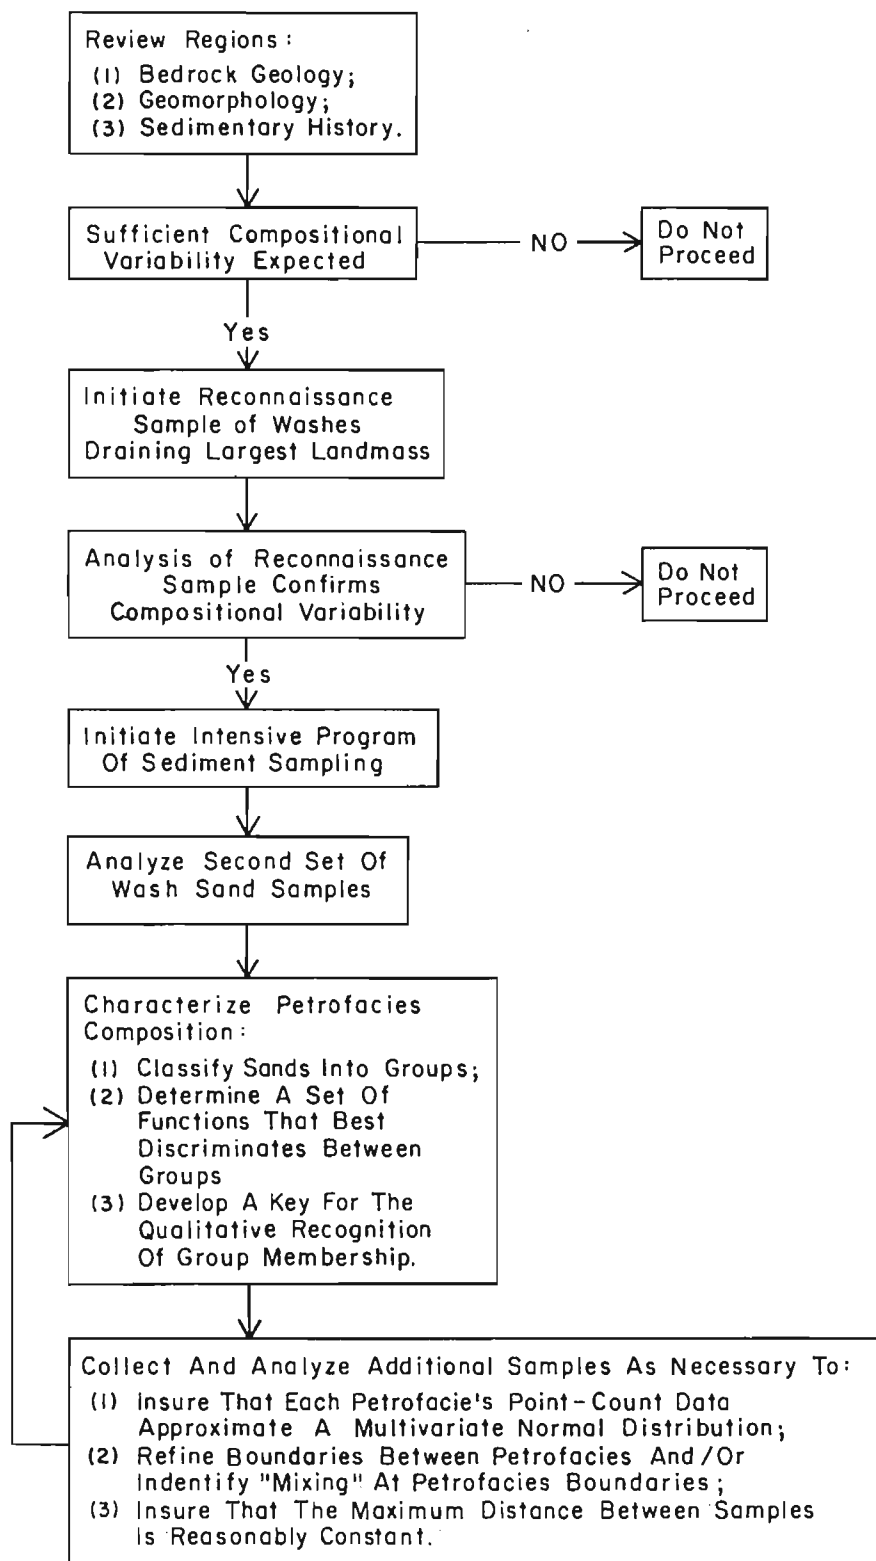 Review Regions:
(1) Bedrock Geology;
(2) Geomorphology;
(3) Sedimentary History.
Sufficient Compositional
Variability Expected
NO
Do Not
Proceed
Yes
Initiate Reconnaissance
Sample of Washes
Draining Largest Landmass
Analysis of Reconnaissance
Sample Confirms
Compositional Variability
NO
Do Not
Proceed
Yes
Initiate Intensive Program
Of Sediment Sampling
Analyze Second Set Of
Wash Sand Samples
Characterize Petrofacies
Composition:
(1) Classify Sands Into Groups;
(2) Determine A Set Of
Functions That Best
Discriminates Between
Groups
(3) Develop A Key For The
Qualitative Recognition
Of Group Membership.
Collect And Analyze Additional Samples As Necessary To:
(1) Insure That Each Petrofacie's Point-Count Data
Approximate A Multivariate Normal Distribution;
(2) Refine Boundaries Between Petrofacies And/Or
Indentify "Mixing" At Petrofacies Boundaries;
(3) Insure That The Maximum Distance Between Samples
Is Reasonably Constant.